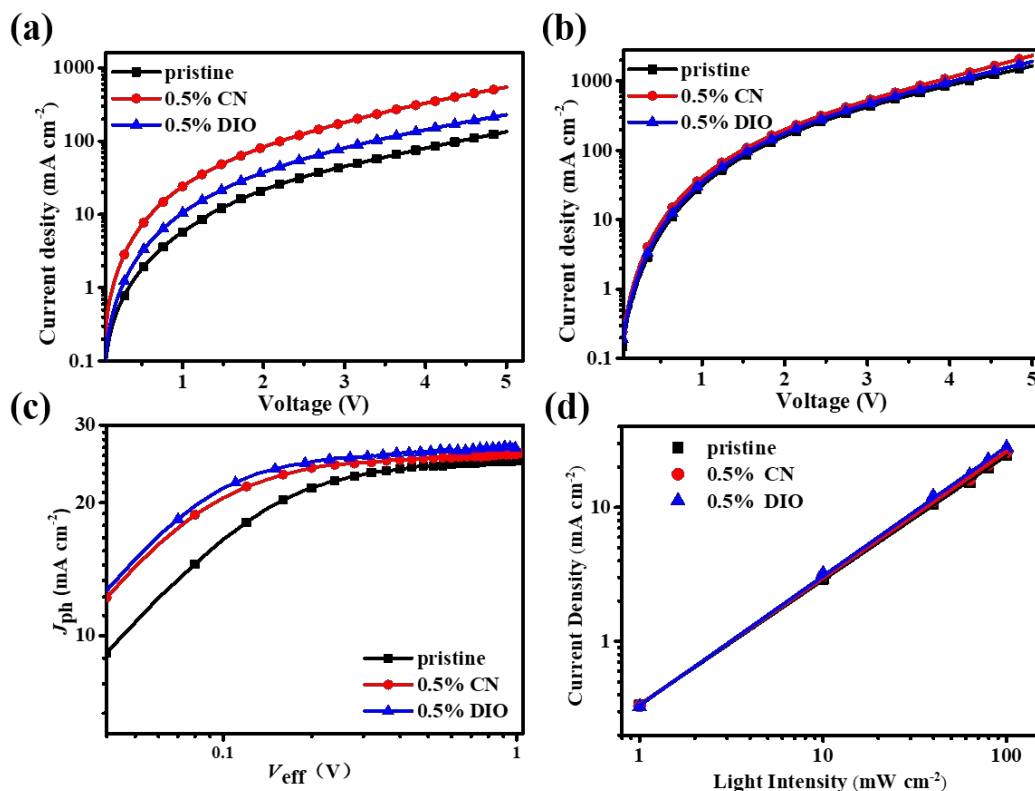 (a)
pristine
0.5% CN
0.5% DIO
1000
100
10
1
0.1
Current desity (mA cm-2)
1 2 3 4 5
Voltage (V)
(b)
pristine
0.5% CN
0.5% DIO
1000
100
10
1
0.1
Current desity (mA cm-2)
1 2 3 4 5
Voltage (V)
(c)
30
20
10
Jph (mA cm-2)
pristine
0.5% CN
0.5% DIO
0.1 1
Veff (V)
(d)
pristine
0.5% CN
0.5% DIO
10
1
Current Density (mA cm-2)
1 10 100
Light Intensity (mW cm-2)